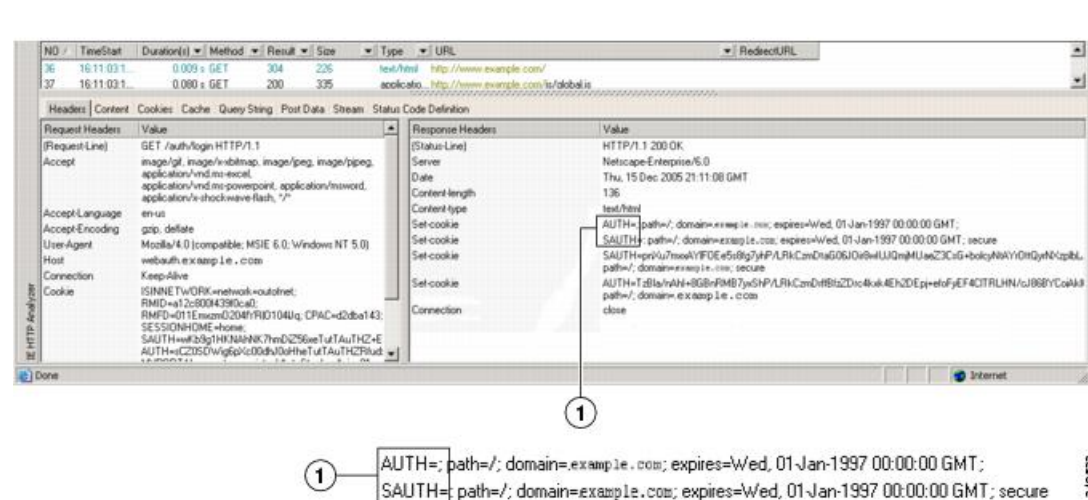 NO / TimeStart Duration(s) Method Result Size Type URL RedirectURL
36 16:11:03:1... 0.009 s GET 304 226 text/html http://www.example.com/
37 16:11:03:1... 0.080 s GET 200 335 applicatio... http://www.example.com/js/global.js
Headers Content Cookies Cache Query String Post Data Stream Status Code Definition
Request Headers Value
(Request-Line) GET /auth/login HTTP/1.1
Accept image/gif, image/x-xbitmap, image/jpeg, image/pjpeg,
application/vnd.ms-excel,
application/vnd.ms-powerpoint, application/msword,
application/x-shockwave-flash, */*
Accept-Language en-us
Accept-Encoding gzip, deflate
User-Agent Mozilla/4.0 (compatible; MSIE 6.0; Windows NT 5.0)
Host webauth.example.com
Connection Keep-Alive
Cookie ISINNETWORK=network=outofnet;
SESSIONHOME=home;
Response Headers Value
(Status-Line) HTTP/1.1 200 OK
Server Netscape-Enterprise/6.0
Date Thu, 15 Dec 2005 21:11:08 GMT
Content-length 136
Content-type text/html
Set-cookie AUTH=; path=/; domain=example.com; expires=Wed, 01-Jan-1997 00:00:00 GMT;
Set-cookie SAUTH=; path=/; domain=example.com; expires=Wed, 01-Jan-1997 00:00:00 GMT; secure
Set-cookie
path=/; domain=example.com; secure
Set-cookie
path=/; domain=example.com
Connection close
IE HTTP Analyzer
Done Internet
1
1 AUTH=; path=/; domain=.example.com; expires=Wed, 01-Jan-1997 00:00:00 GMT;
SAUTH=; path=/; domain=example.com; expires=Wed, 01-Jan-1997 00:00:00 GMT; secure